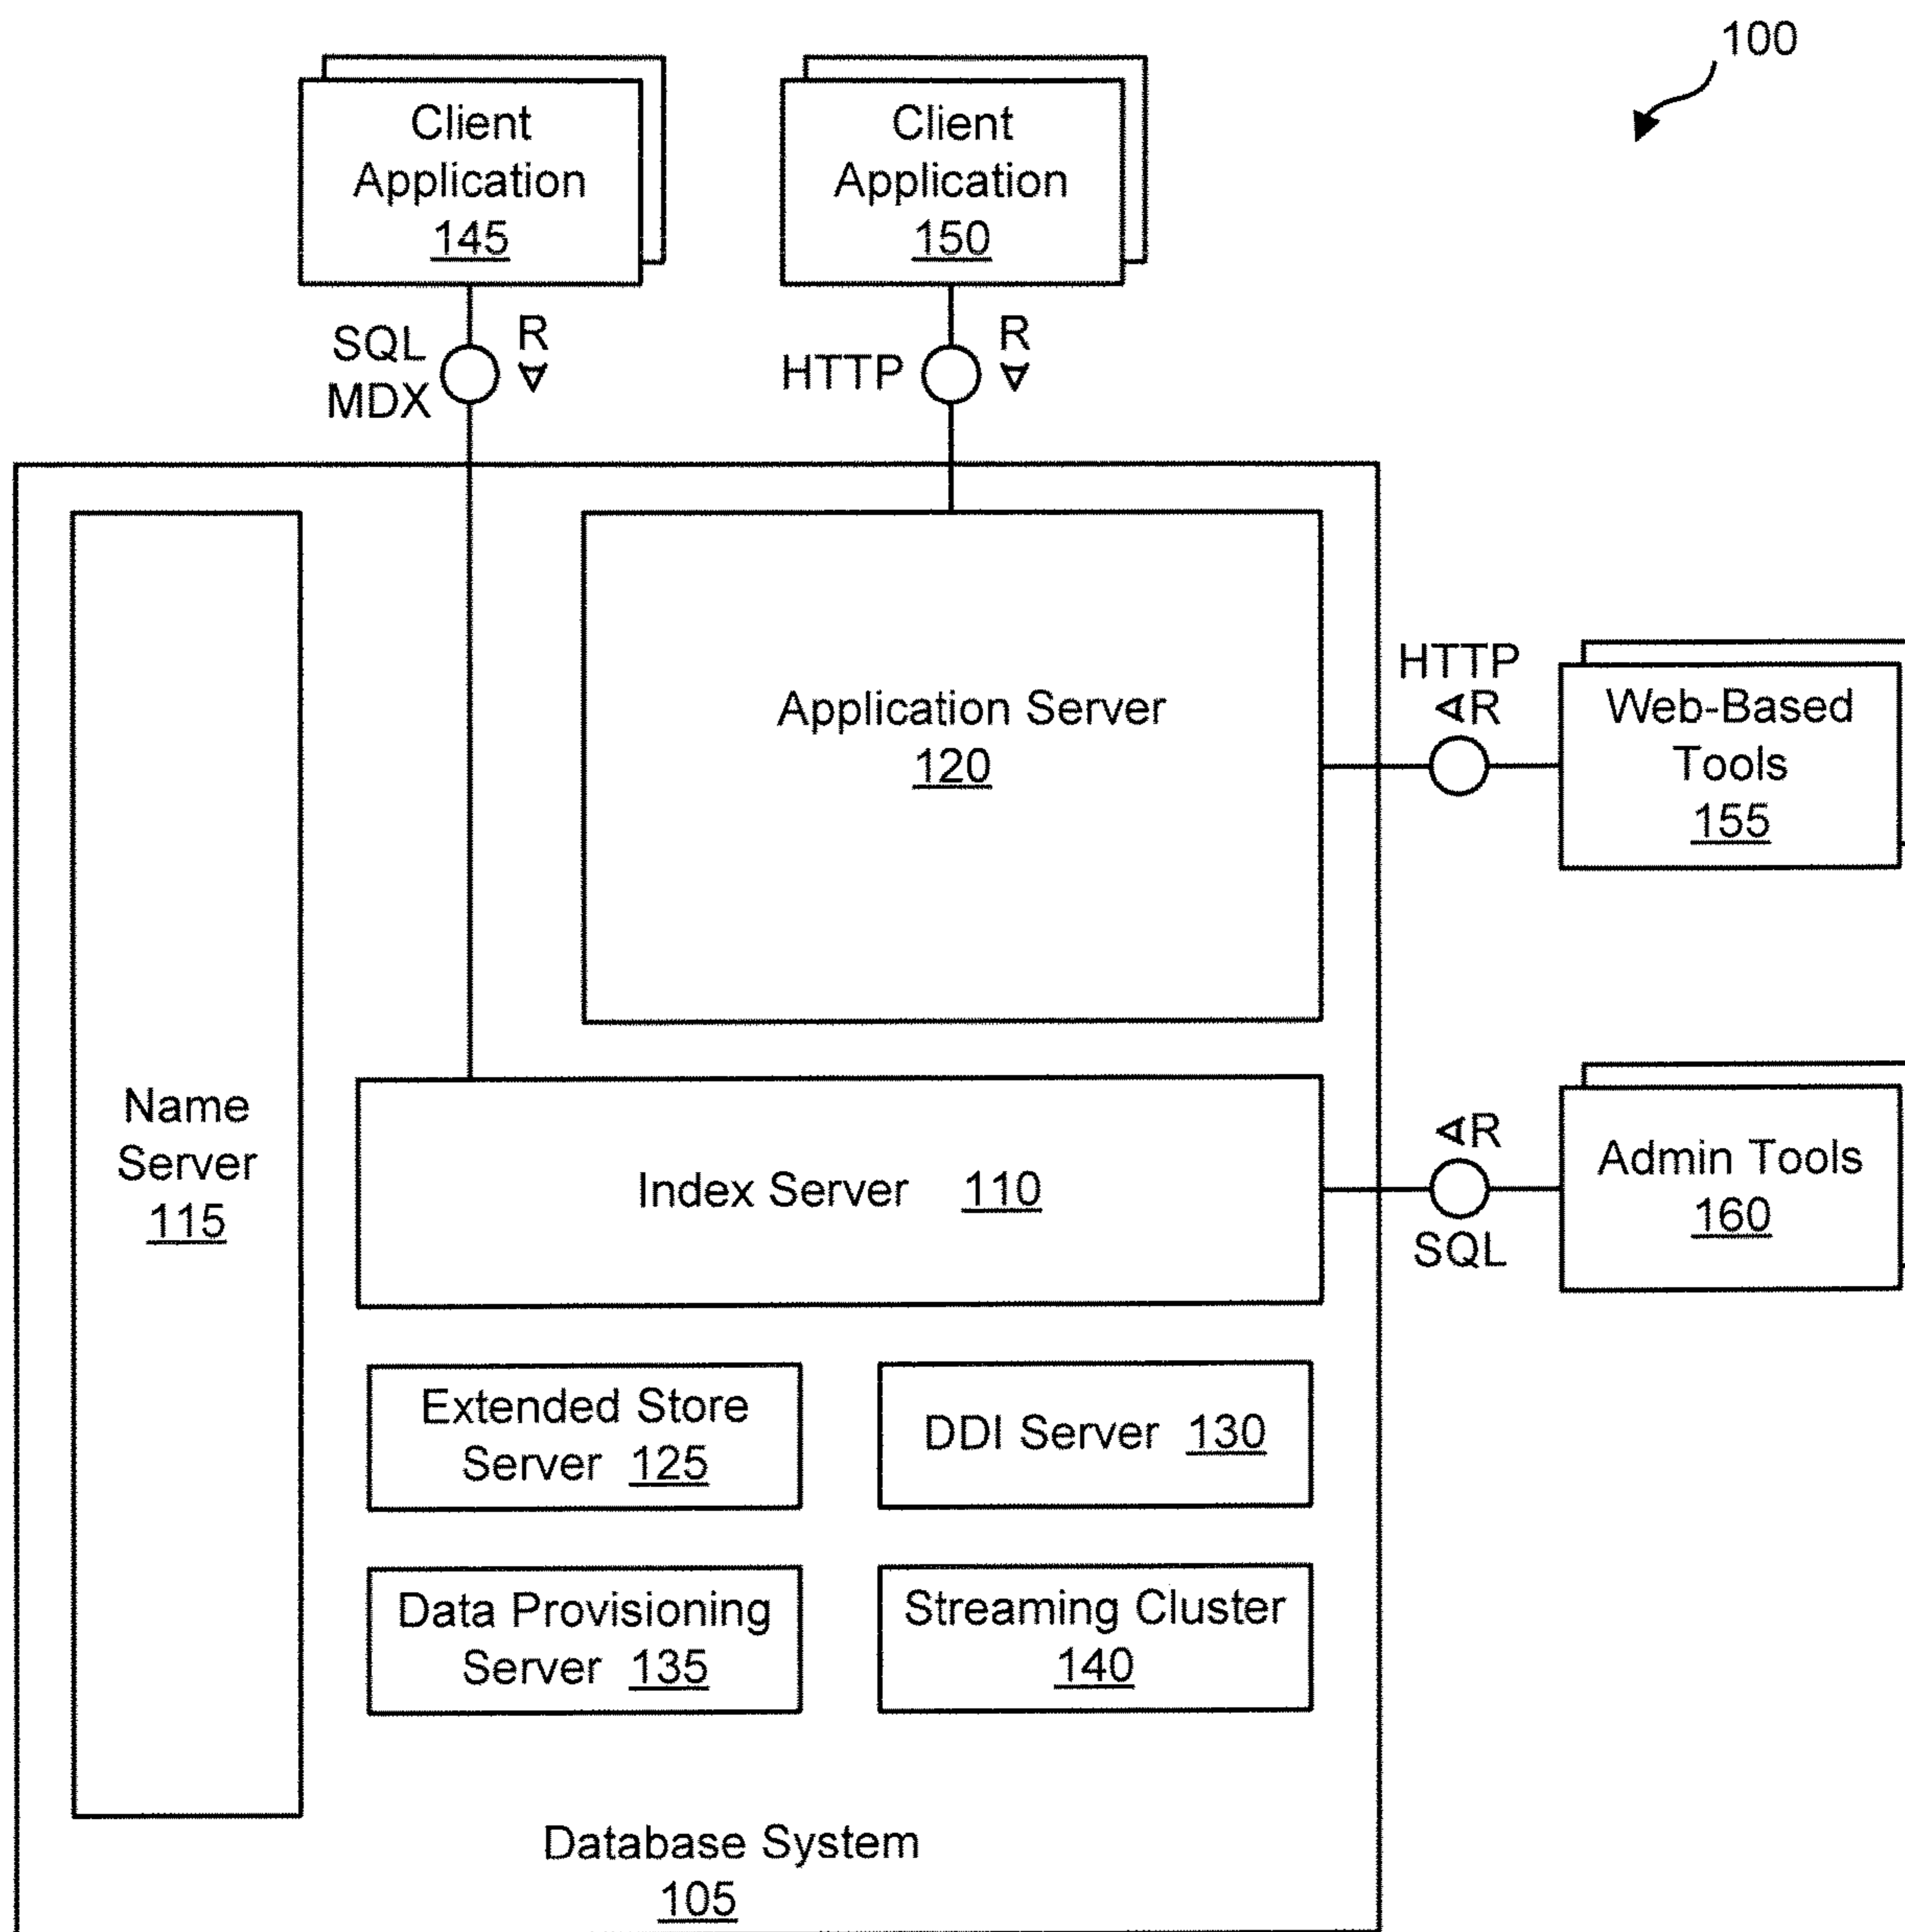 100
Client
Application
145
Client
Application
150
SQL
MDX
R
HTTP
R
Application Server
120
HTTP
R
Web-Based
Tools
155
Name
Server
115
Index Server 110
R
SQL
Admin Tools
160
Extended Store
Server 125
DDI Server 130
Data Provisioning
Server 135
Streaming Cluster
140
Database System
105